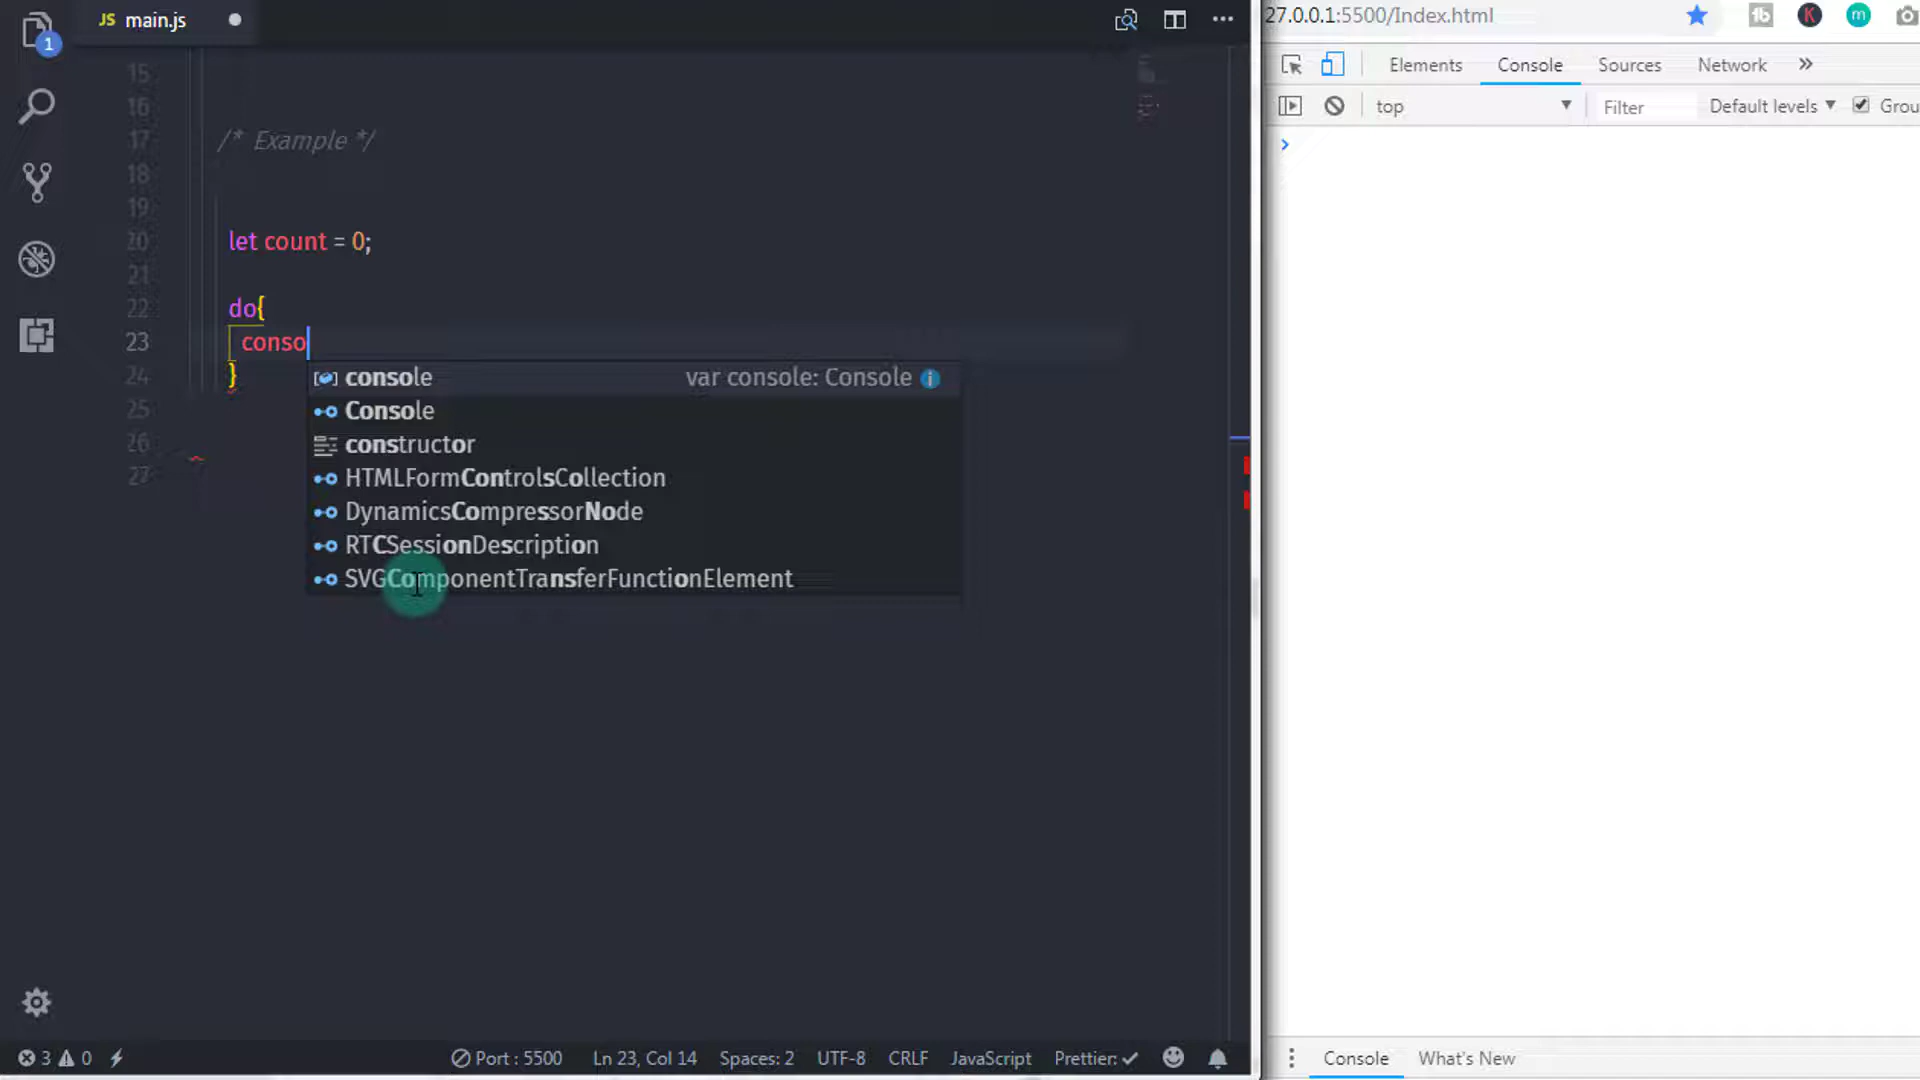 JS main.js
27.0.0.1:5500/Index.html
1
Elements Console Sources Network
top Filter Default levels Grou
15
16
17 /* Example */
18
19
20 let count = 0;
21
22 do{
23 conso
24 }
25
26
27
console var console: Console
Console
constructor
HTMLFormControlsCollection
DynamicsCompressorNode
RTCSessionDescription
SVGComponentTransferFunctionElement
3 0 Port : 5500 Ln 23, Col 14 Spaces: 2 UTF-8 CRLF JavaScript Prettier: ✓
Console What's New